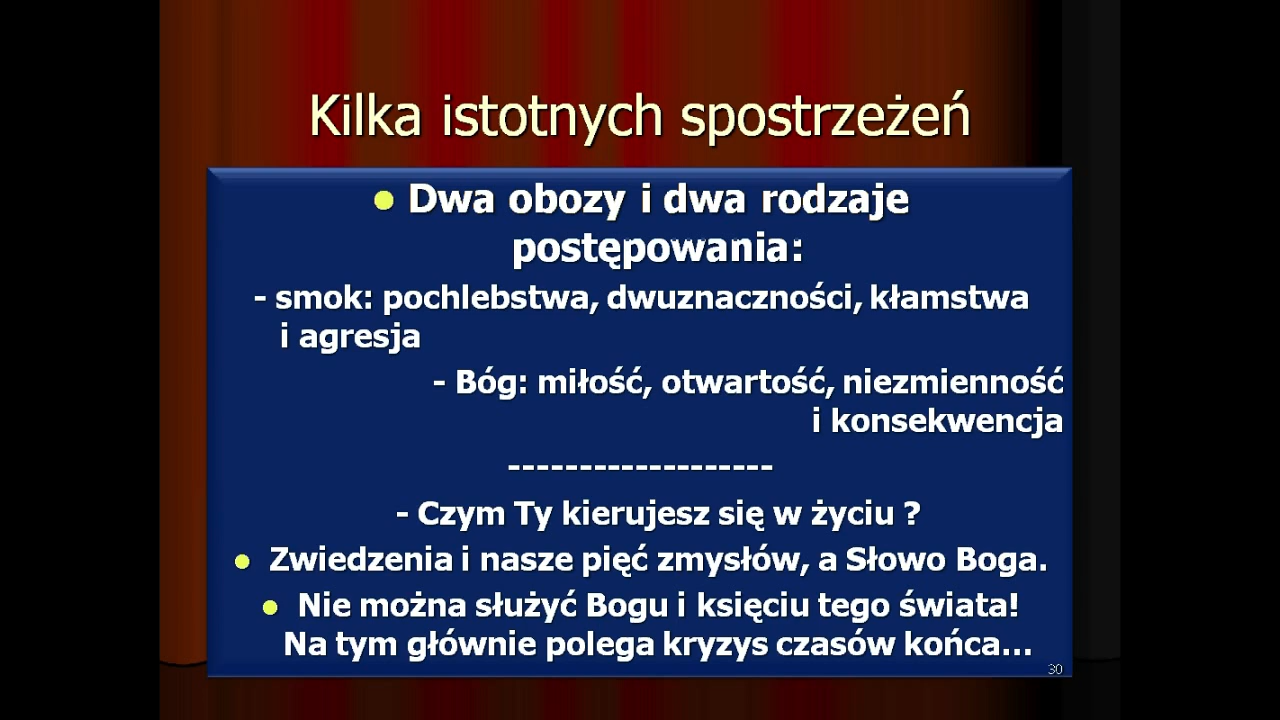 Kilka istotnych spostrzeżeń
● Dwa obozy i dwa rodzaje
postępowania:
- smok: pochlebstwa, dwuznaczności, kłamstwa
i agresja
- Bóg: miłość, otwartość, niezmienność
i konsekwencja
-------------------
- Czym Ty kierujesz się w życiu ?
● Zwiedzenia i nasze pięć zmysłów, a Słowo Boga.
● Nie można służyć Bogu i księciu tego świata!
Na tym głównie polega kryzys czasów końca...
30